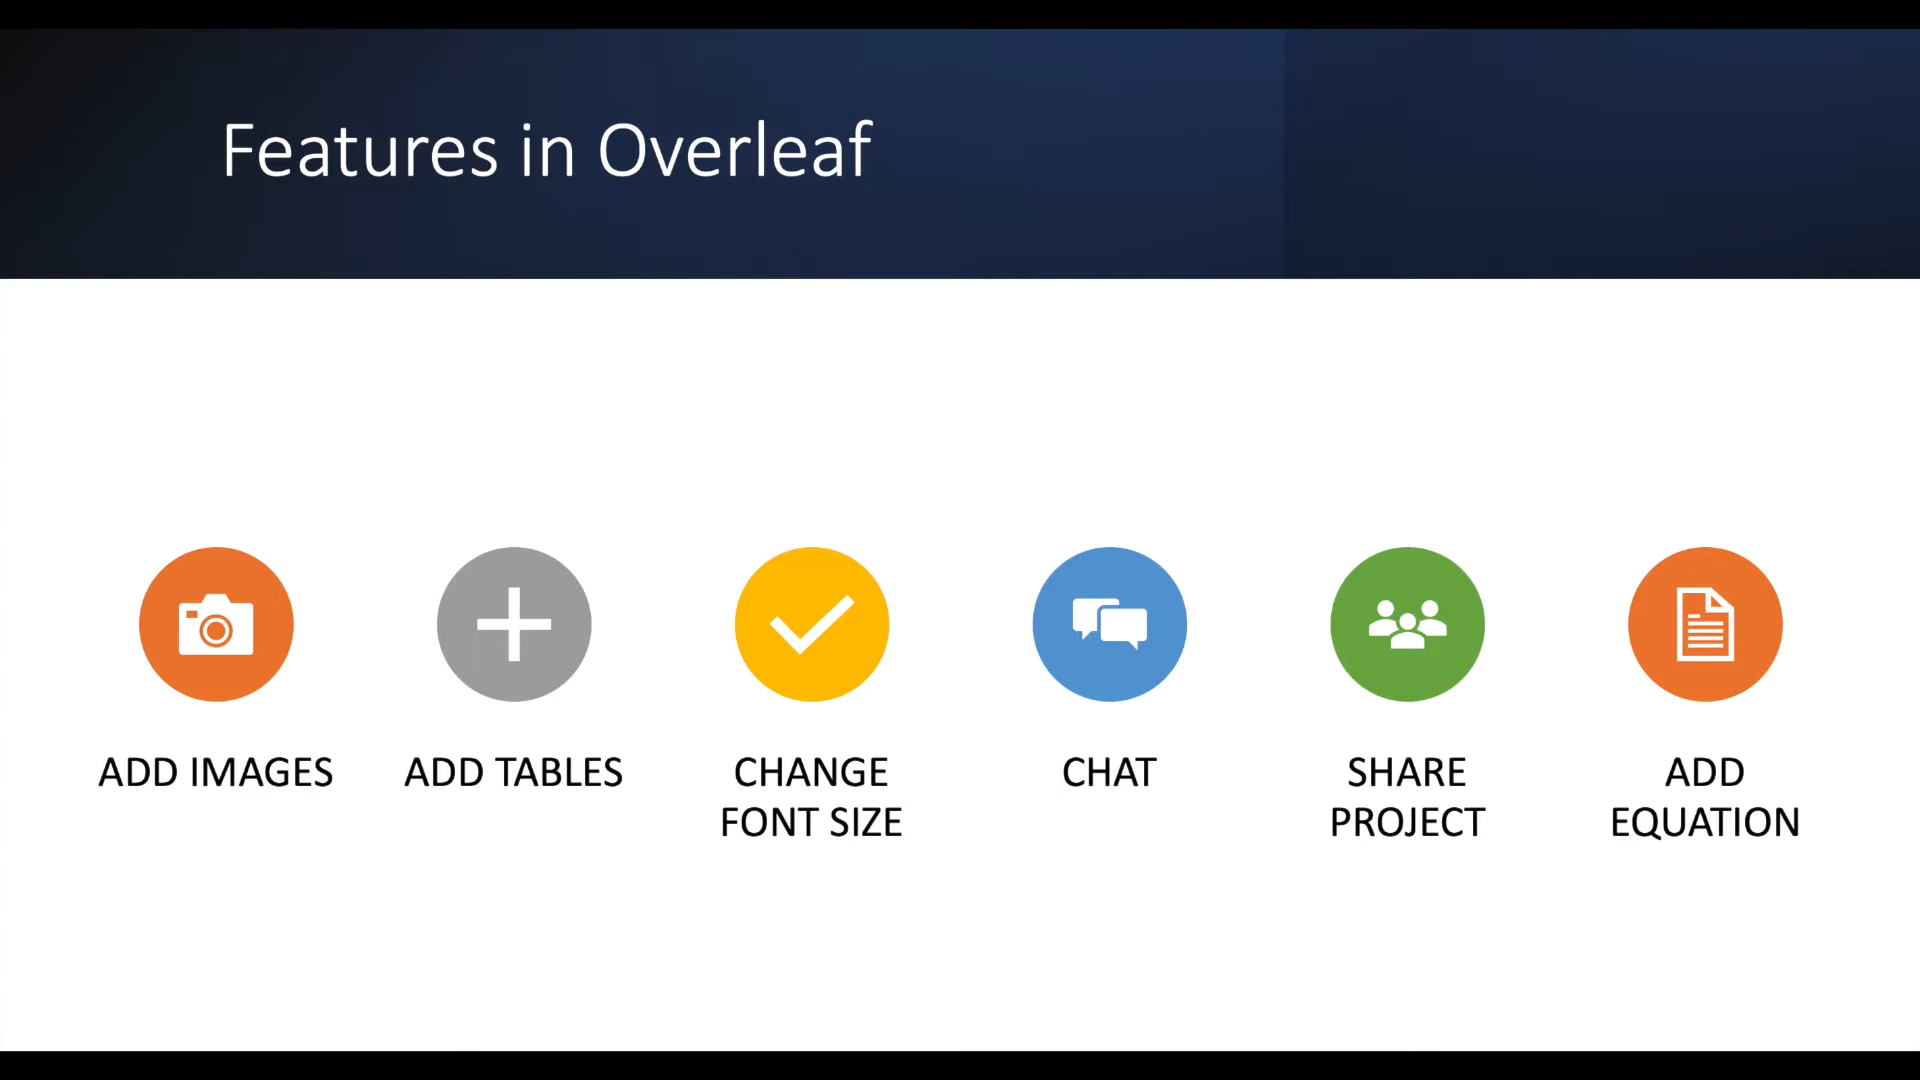 Features in Overleaf
ADD IMAGES
ADD TABLES
CHANGE
FONT SIZE
CHAT
SHARE
PROJECT
ADD
EQUATION